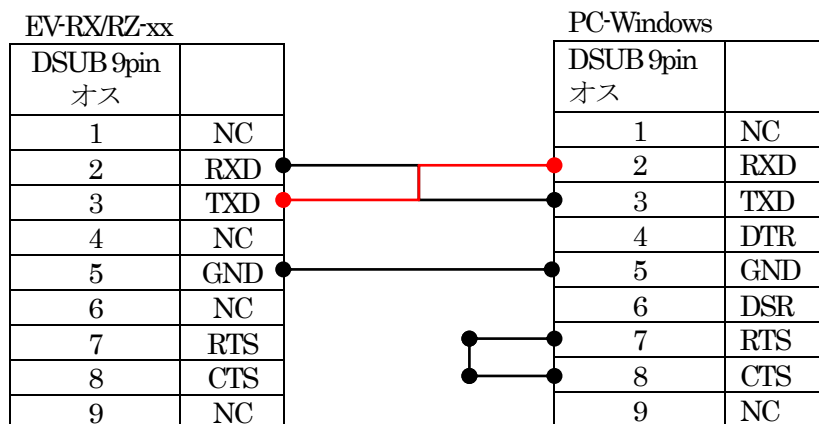 EV-RX/RZ-xx
DSUB 9pin
オス
1 NC
2 RXD
3 TXD
4 NC
5 GND
6 NC
7 RTS
8 CTS
9 NC
PC-Windows
DSUB 9pin
オス
1 NC
2 RXD
3 TXD
4 DTR
5 GND
6 DSR
7 RTS
8 CTS
9 NC